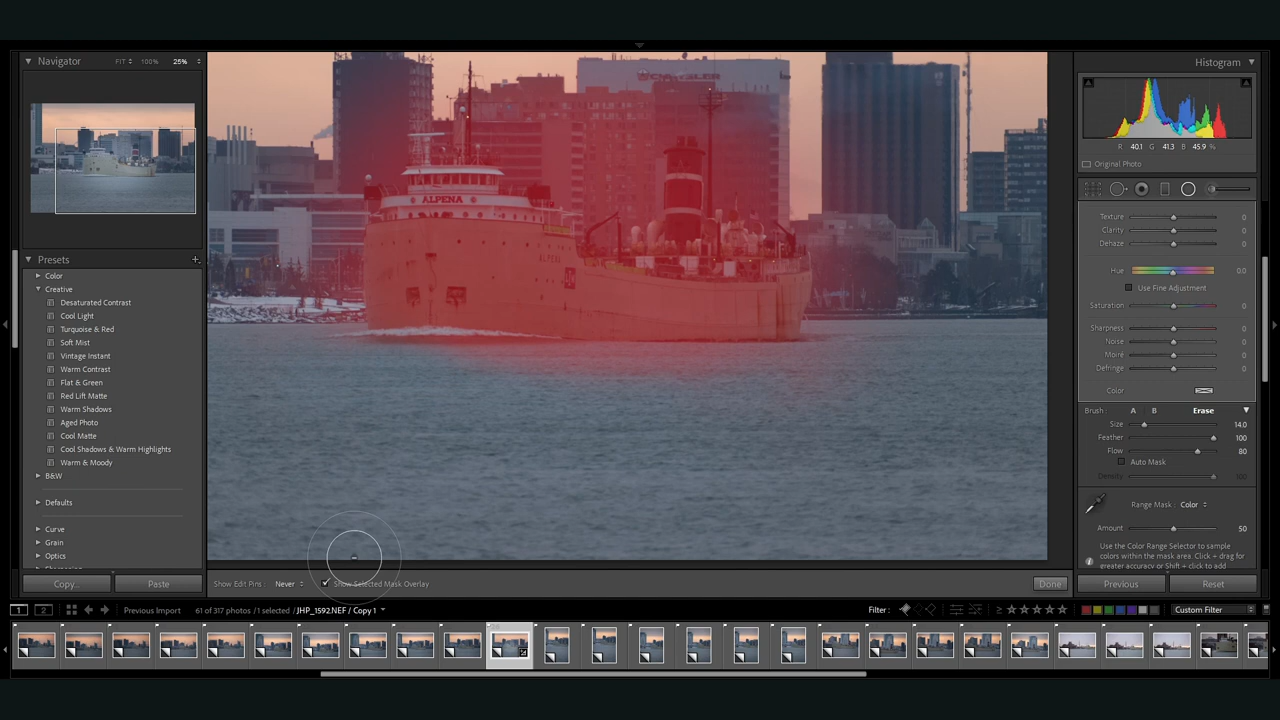 Navigator FIT 100% 25%
Presets +
Color
Creative
Desaturated Contrast
Cool Light
Turquoise & Red
Soft Mist
Vintage Instant
Warm Contrast
Flat & Green
Red Lift Matte
Warm Shadows
Aged Photo
Cool Matte
Cool Shadows & Warm Highlights
Warm & Moody
B&W
Defaults
Curve
Grain
Optics
Copy... Paste
ALPENA
ALPENA
Show Edit Pins : Never Show Selected Mask Overlay Done
Histogram
R 40.1 G 41.3 B 45.9 %
Original Photo
Texture 0
Clarity 0
Dehaze 0
Hue 0.0
Use Fine Adjustment
Saturation 0
Sharpness 0
Noise 0
Moiré 0
Defringe 0
Color
Brush : A B Erase
Size 14.0
Feather 100
Flow 80
Auto Mask
Density 100
Range Mask : Color
Amount 50
Use the Color Range Selector to sample
colors within the mask area. Click + drag for
greater accuracy or Shift + click to add
Previous Reset
1 2 Previous Import 61 of 317 photos /1 selected /JHP_1592.NEF / Copy 1 Filter : ≥ Custom Filter